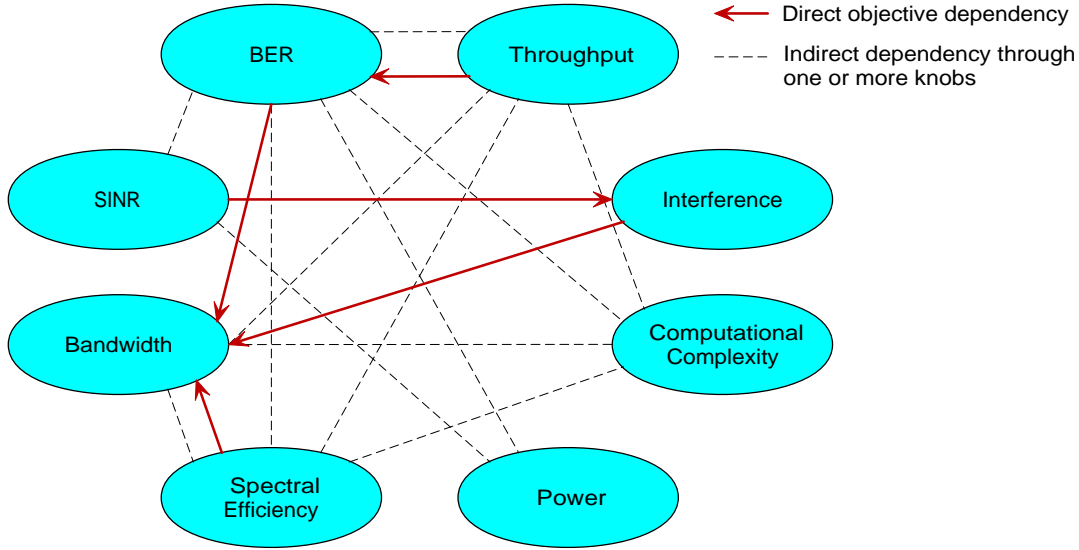 Direct objective dependency
BER
Throughput
Indirect dependency through
one or more knobs
SINR
Interference
Bandwidth
Computational
Complexity
Spectral
Efficiency
Power